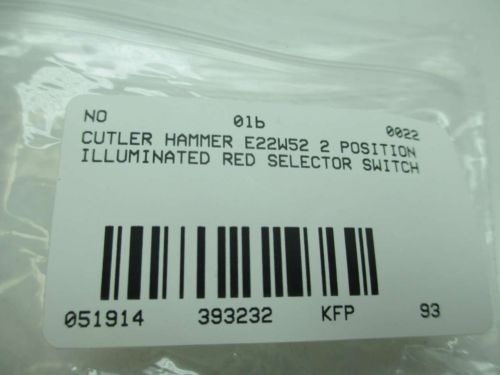 NO 01b 0022
CUTLER HAMMER E22W52 2 POSITION
ILLUMINATED RED SELECTOR SWITCH
051914 393232 KFP 93